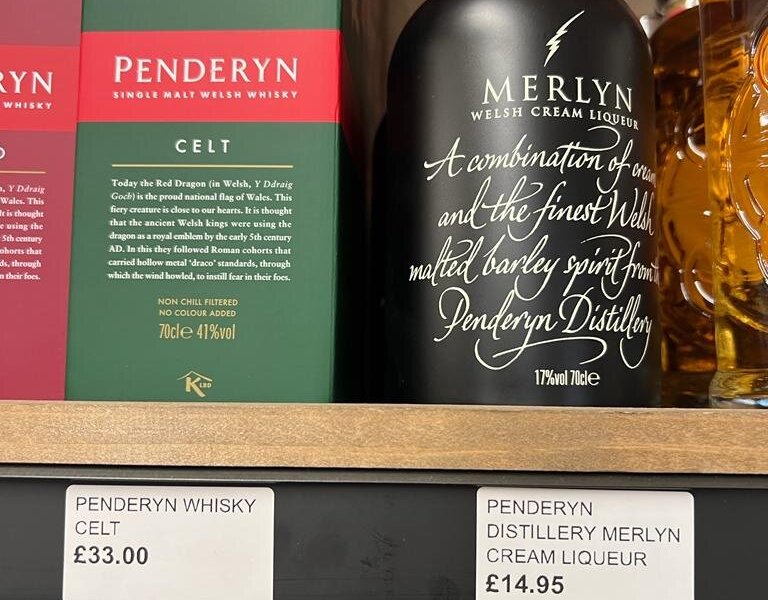 RYN
WHISKY
PENDERYN
SINGLE MALT WELSH WHISKY
CELT
Today the Red Dragon (in Welsh, Y Ddraig
Goch) is the proud national flag of Wales. This
fiery creature is close to our hearts. It is thought
that the ancient Welsh kings were using the
dragon as a royal emblem by the early 5th century
AD. In this they followed Roman cohorts that
carried hollow metal 'draco' standards, through
which the wind howled, to instill fear in their foes.
NON CHILL FILTERED
NO COLOUR ADDED
70cl e 41%vol
K LBD
MERLYN
WELSH CREAM LIQUEUR
A combination of cream
and the finest Welsh
malted barley spirit from
Penderyn Distillery
17%vol 70cl e
PENDERYN WHISKY
CELT
£33.00
PENDERYN
DISTILLERY MERLYN
CREAM LIQUEUR
£14.95